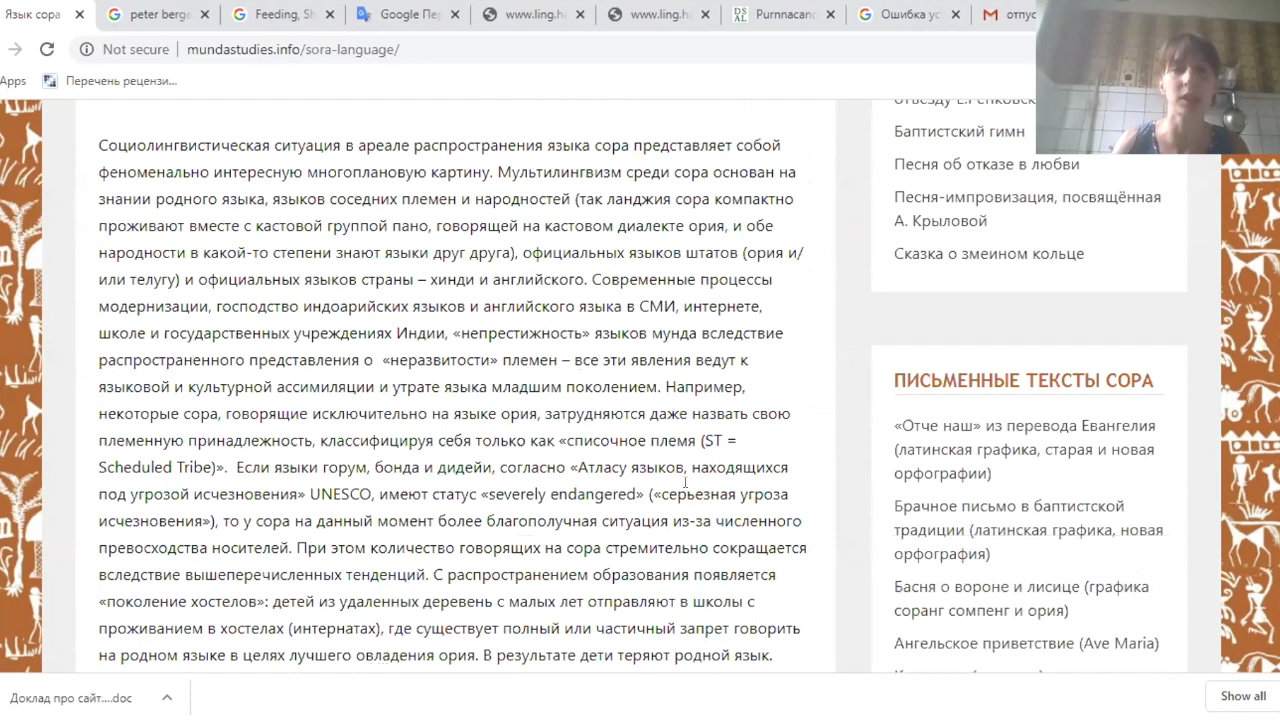 Язык сора
peter berge
Feeding, Sh
Google Пер
www.ling.he
www.ling.ha
DSAL
Purnnacand
Ошибка ус
отпус
Not secure
mundastudies.info/sora-language/
Apps
Перечень рецензи...
Социолингвистическая ситуация в ареале распространения языка сора представляет собой
феноменально интересную многоплановую картину. Мультилингвизм среди сора основан на
знании родного языка, языков соседних племен и народностей (так ланджия сора компактно
проживают вместе с кастовой группой пано, говорящей на кастовом диалекте ория, и обе
народности в какой-то степени знают языки друг друга), официальных языков штатов (ория и/
или телугу) и официальных языков страны – хинди и английского. Современные процессы
модернизации, господство индоарийских языков и английского языка в СМИ, интернете,
школе и государственных учреждениях Индии, «непрестижность» языков мунда вследствие
распространенного представления о «неразвитости» племен – все эти явления ведут к
языковой и культурной ассимиляции и утрате языка младшим поколением. Например,
некоторые сора, говорящие исключительно на языке ория, затрудняются даже назвать свою
племенную принадлежность, классифицируя себя только как «списочное племя (ST =
Scheduled Tribe)». Если языки горум, бонда и дидейи, согласно «Атласу языков, находящихся
под угрозой исчезновения» UNESCO, имеют статус «severely endangered» («серьезная угроза
исчезновения»), то у сора на данный момент более благополучная ситуация из-за численного
превосходства носителей. При этом количество говорящих на сора стремительно сокращается
вследствие вышеперечисленных тенденций. С распространением образования появляется
«поколение хостелов»: детей из удаленных деревень с малых лет отправляют в школы с
проживанием в хостелах (интернатах), где существует полный или частичный запрет говорить
на родном языке в целях лучшего овладения ория. В результате дети теряют родной язык.
Баптистский гимн
Песня об отказе в любви
Песня-импровизация, посвящённая
А. Крыловой
Сказка о змеином кольце
ПИСЬМЕННЫЕ ТЕКСТЫ СОРА
«Отче наш» из перевода Евангелия
(латинская графика, старая и новая
орфографии)
Брачное письмо в баптистской
традиции (латинская графика, новая
орфография)
Басня о вороне и лисице (графика
соранг сомпенг и ория)
Ангельское приветствие (Ave Maria)
Доклад про сайт....doc
Show all